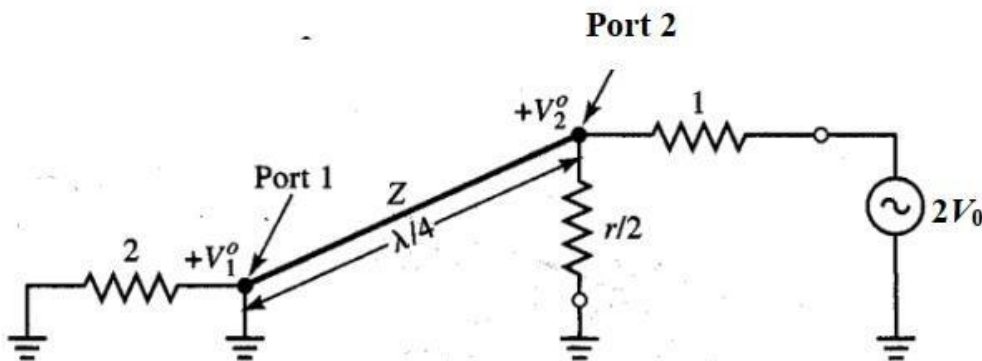 Port 2
+V₂ᵒ
1
Port 1
Z
λ/4
r/2
2V₀
2
+V₁ᵒ